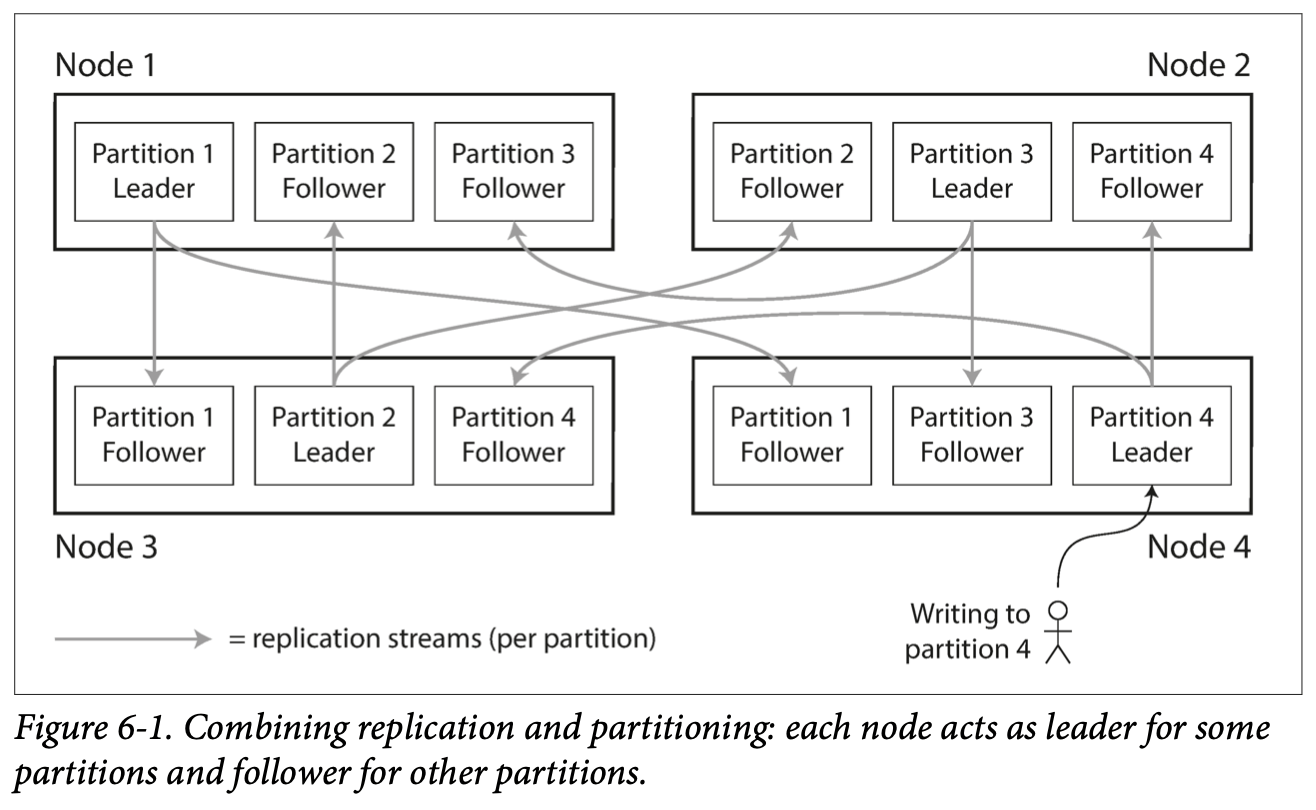 Node 1
Node 2
Partition 1
Leader
Partition 2
Follower
Partition 3
Follower
Partition 2
Follower
Partition 3
Leader
Partition 4
Follower
Partition 1
Follower
Partition 2
Leader
Partition 4
Follower
Partition 1
Follower
Partition 3
Follower
Partition 4
Leader
Node 3
Node 4
= replication streams (per partition)
Writing to
partition 4
Figure 6-1. Combining replication and partitioning: each node acts as leader for some
partitions and follower for other partitions.